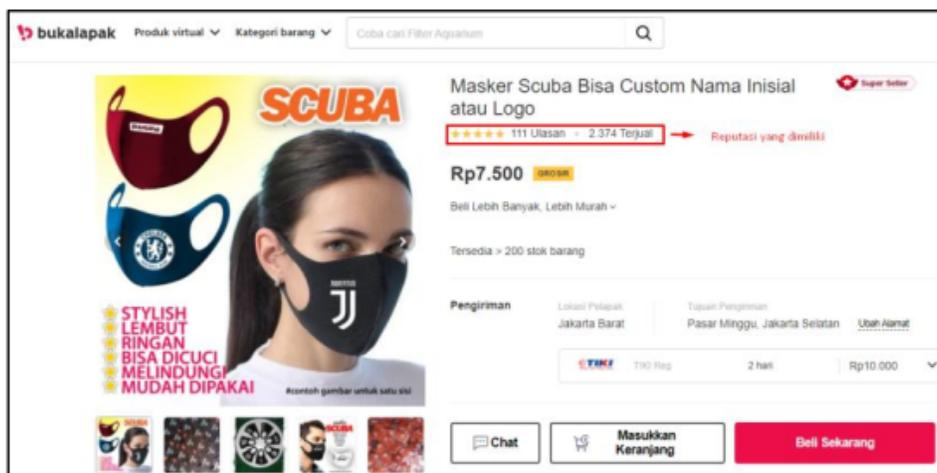 bukalapak Produk virtual Kategori barang Coba cari Filter Aquarium
SCUBA
JUVENTUS
STYLISH
LEMBUT
RINGAN
BISA DICUCI
MELINDUNGI
MUDAH DIPAKAI
#contoh gambar untuk satu sisi
Masker Scuba Bisa Custom Nama Inisial
atau Logo
Super Seller
111 Ulasan 2.374 Terjual
Reputasi yang dimiliki
Rp7.500 GROSIR
Beli Lebih Banyak, Lebih Murah
Tersedia > 200 stok barang
Pengiriman
Lokasi Pelapak
Jakarta Barat
Tujuan Pengiriman
Pasar Minggu, Jakarta Selatan Ubah Alamat
TIKI TIKI Reg 2 hari Rp10.000
Chat
Masukkan
Keranjang
Beli Sekarang